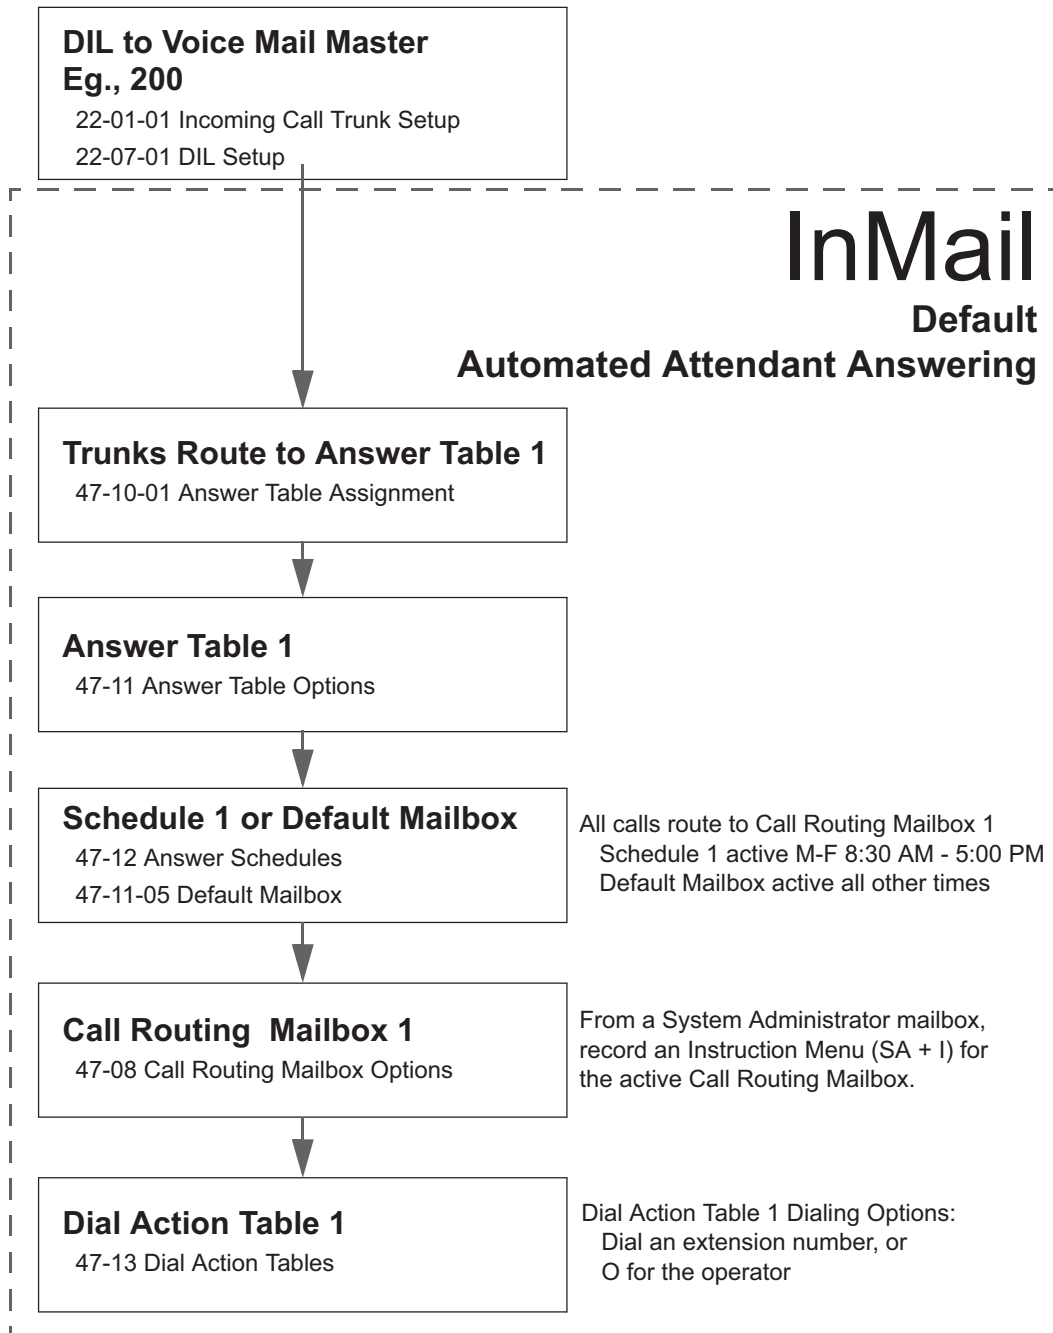 DIL to Voice Mail Master
Eg., 200
22-01-01 Incoming Call Trunk Setup
22-07-01 DIL Setup
InMail
Default
Automated Attendant Answering
Trunks Route to Answer Table 1
47-10-01 Answer Table Assignment
Answer Table 1
47-11 Answer Table Options
Schedule 1 or Default Mailbox
47-12 Answer Schedules
47-11-05 Default Mailbox
All calls route to Call Routing Mailbox 1
Schedule 1 active M-F 8:30 AM - 5:00 PM
Default Mailbox active all other times
Call Routing Mailbox 1
47-08 Call Routing Mailbox Options
From a System Administrator mailbox,
record an Instruction Menu (SA + I) for
the active Call Routing Mailbox.
Dial Action Table 1
47-13 Dial Action Tables
Dial Action Table 1 Dialing Options:
Dial an extension number, or
O for the operator